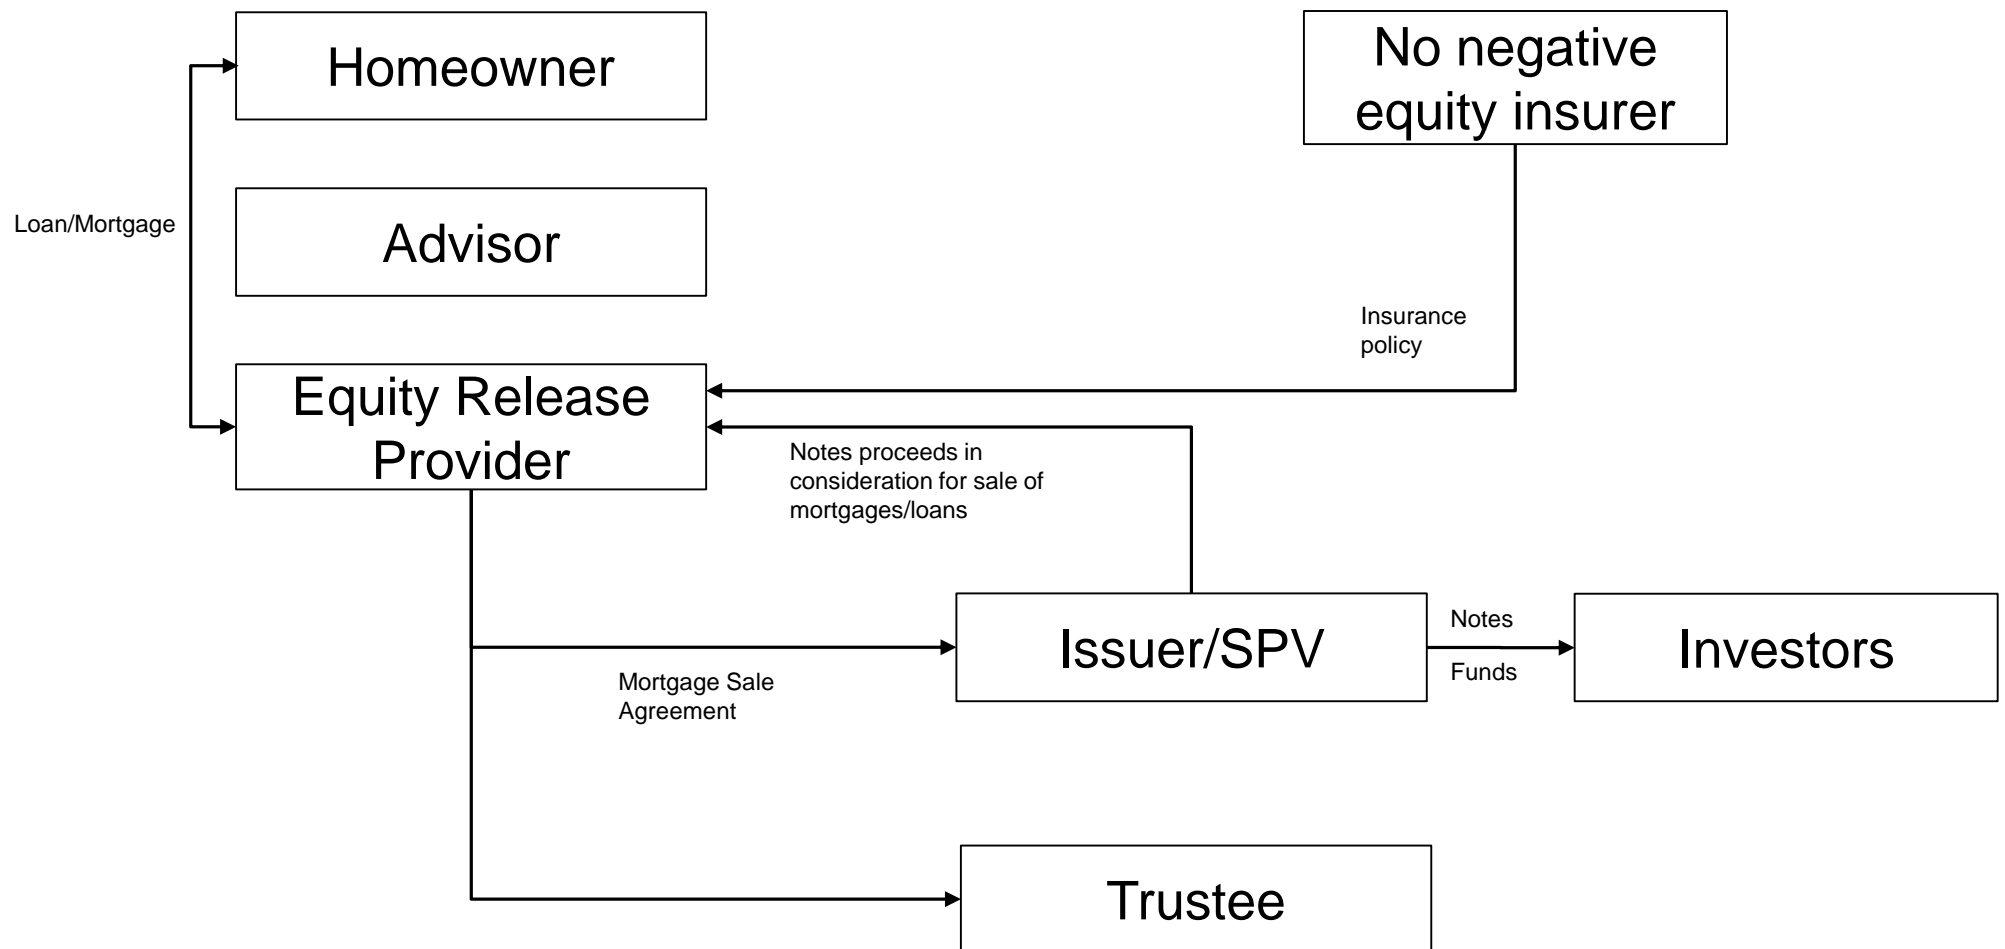 Homeowner
No negative
equity insurer
Loan/Mortgage
Advisor
Insurance
policy
Equity Release
Provider
Notes proceeds in
consideration for sale of
mortgages/loans
Issuer/SPV
Notes
Funds
Investors
Mortgage Sale
Agreement
Trustee